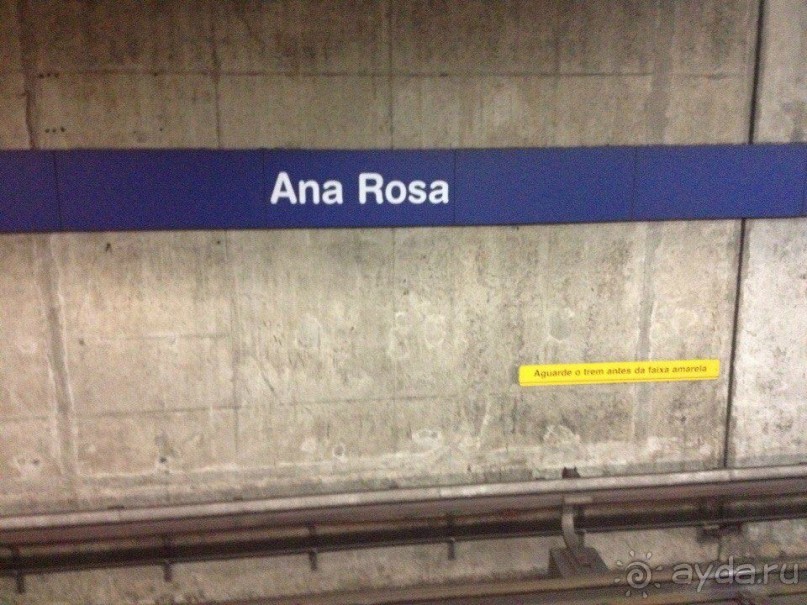 Ana Rosa
Aguarde o trem antes da faixa amarela
ayda.ru